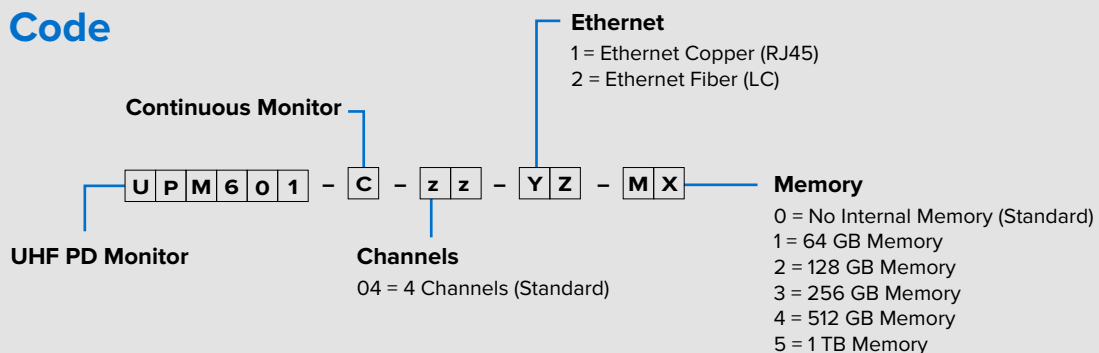 Code
Ethernet
1 = Ethernet Copper (RJ45)
2 = Ethernet Fiber (LC)
Continuous Monitor
U P M 6 0 1 – C – z z – Y Z – M X
UHF PD Monitor
Channels
04 = 4 Channels (Standard)
Memory
0 = No Internal Memory (Standard)
1 = 64 GB Memory
2 = 128 GB Memory
3 = 256 GB Memory
4 = 512 GB Memory
5 = 1 TB Memory